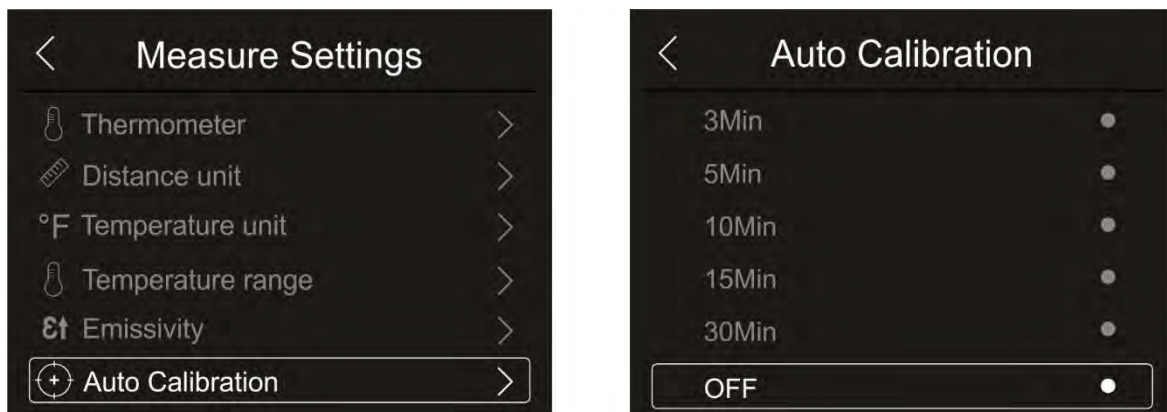 Measure Settings
Thermometer
Distance unit
°F Temperature unit
Temperature range
ε Emissivity
Auto Calibration
Auto Calibration
3Min
5Min
10Min
15Min
30Min
OFF